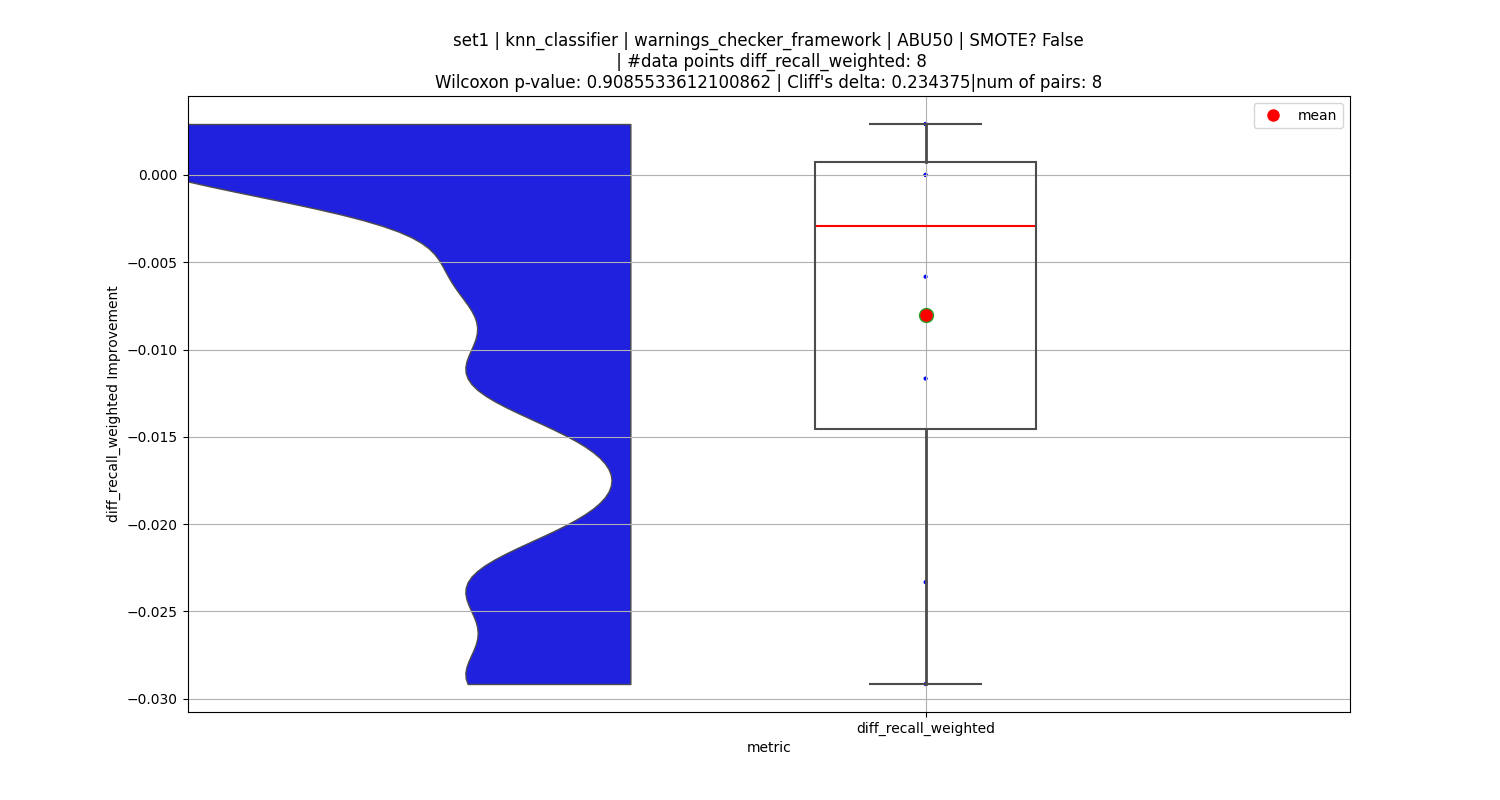 set1 | knn_classifier | warnings_checker_framework | ABU50 | SMOTE? False
| #data points diff_recall_weighted: 8
Wilcoxon p-value: 0.9085533612100862 | Cliff's delta: 0.234375|num of pairs: 8
mean
0.000
−0.005
−0.010
−0.015
−0.020
−0.025
−0.030
diff_recall_weighted Improvement
diff_recall_weighted
metric